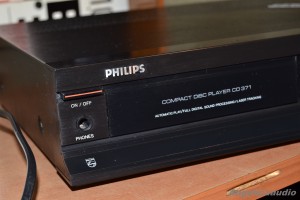 PHILIPS
ON / OFF
COMPACT DISC PLAYER CD 371
AUTOMATIC PLAY/FULL DIGITAL SOUND PROCESSING/LASER TRACKING
PHONES